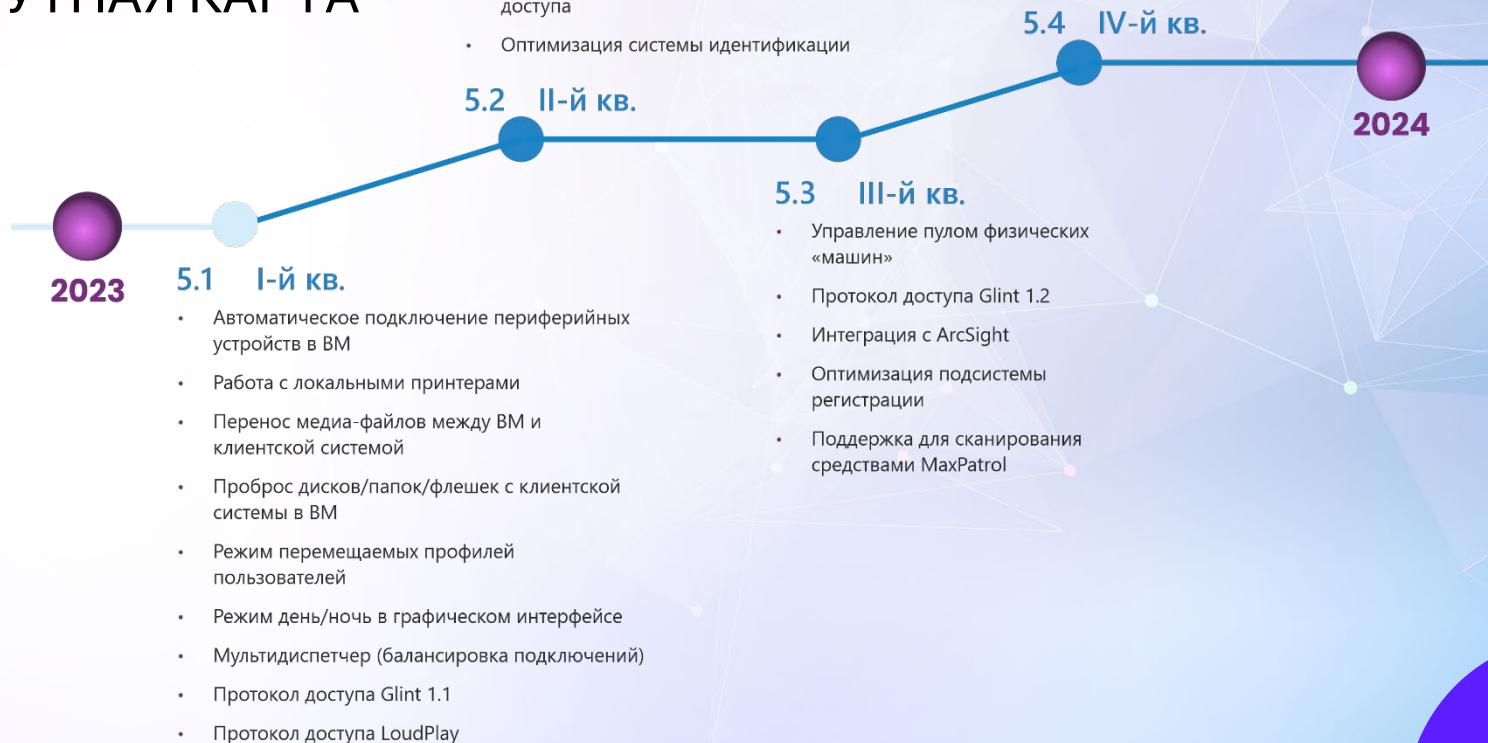 доступа
• Оптимизация системы идентификации
5.4 IV-й кв.
5.2 II-й кв.
2024
5.3 III-й кв.
• Управление пулом физических
«машин»
• Протокол доступа Glint 1.2
• Интеграция с ArcSight
• Оптимизация подсистемы
регистрации
• Поддержка для сканирования
средствами MaxPatrol
2023
5.1 I-й кв.
• Автоматическое подключение периферийных
устройств в ВМ
• Работа с локальными принтерами
• Перенос медиа-файлов между ВМ и
клиентской системой
• Проброс дисков/папок/флешек с клиентской
системы в ВМ
• Режим перемещаемых профилей
пользователей
• Режим день/ночь в графическом интерфейсе
• Мультидиспетчер (балансировка подключений)
• Протокол доступа Glint 1.1
• Протокол доступа LoudPlay